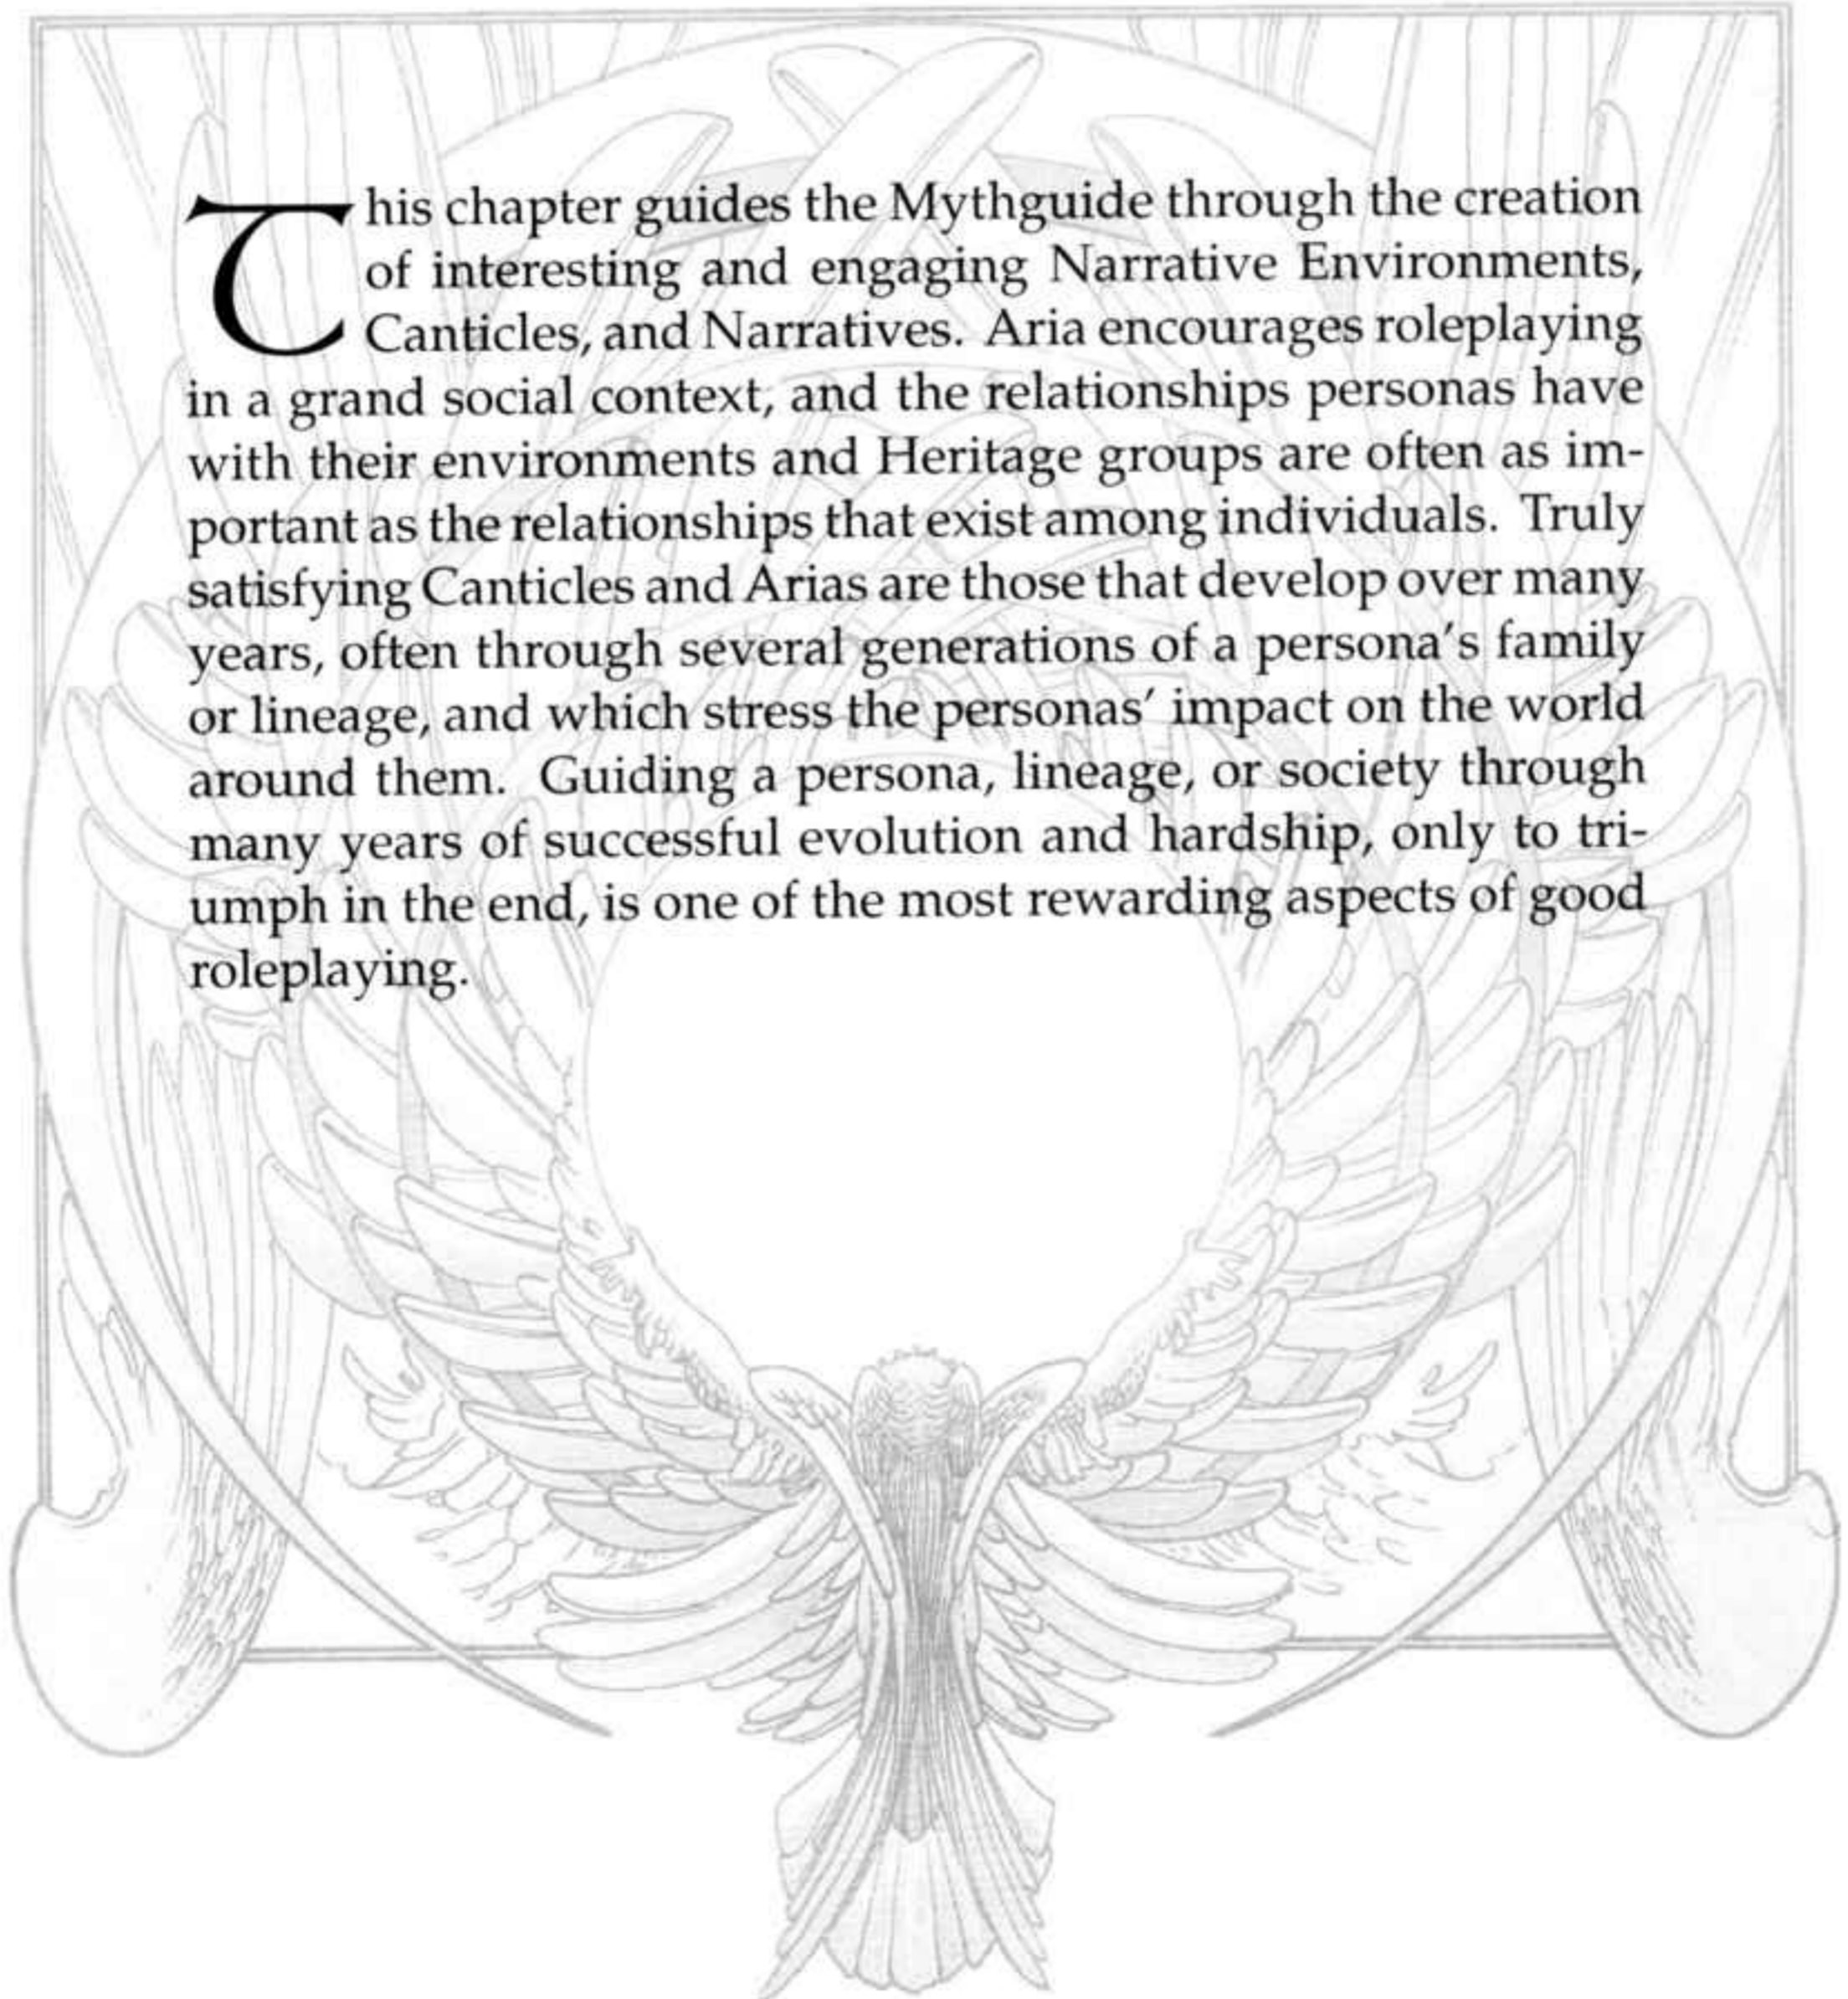 This chapter guides the Mythguide through the creation
of interesting and engaging Narrative Environments,
Canticles, and Narratives. Aria encourages roleplaying
in a grand social context, and the relationships personas have
with their environments and Heritage groups are often as im-
portant as the relationships that exist among individuals. Truly
satisfying Canticles and Arias are those that develop over many
years, often through several generations of a persona's family
or lineage, and which stress the personas' impact on the world
around them. Guiding a persona, lineage, or society through
many years of successful evolution and hardship, only to tri-
umph in the end, is one of the most rewarding aspects of good
roleplaying.